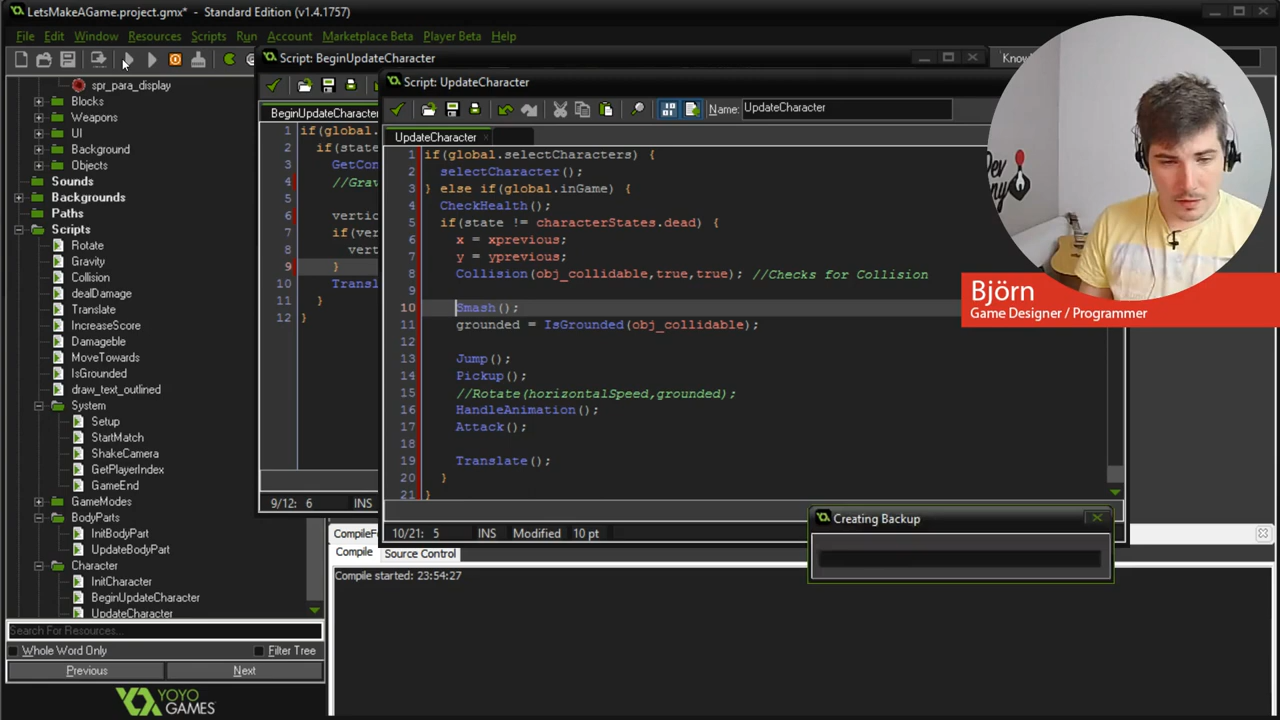 LetsMakeAGame.project.gmx* - Standard Edition (v1.4.1757)
File Edit Window Resources Scripts Run Account Marketplace Beta Player Beta Help
Script: BeginUpdateCharacter
Script: UpdateCharacter
Name: UpdateCharacter
BeginUpdateCharacter
UpdateCharacter
spr_para_display
Blocks
Weapons
UI
Background
Objects
Sounds
Backgrounds
Paths
Scripts
Rotate
Gravity
Collision
dealDamage
Translate
IncreaseScore
Damageble
MoveTowards
IsGrounded
draw_text_outlined
System
Setup
StartMatch
ShakeCamera
GetPlayerIndex
GameEnd
GameModes
BodyParts
InitBodyPart
UpdateBodyPart
Character
InitCharacter
BeginUpdateCharacter
UpdateCharacter
Search For Resources...
Whole Word Only Filter Tree
Previous Next
YOYO
GAMES
1 if(global.
2 if(state
3 GetCon
4 //Grav
5
6 vertic
7 if(ver
8 vert
9 }
10 Transl
11 }
12 }
9/12: 6 INS
1 if(global.selectCharacters) {
2 selectCharacter();
3 } else if(global.inGame) {
4 CheckHealth();
5 if(state != characterStates.dead) {
6 x = xprevious;
7 y = yprevious;
8 Collision(obj_collidable,true,true); //Checks for Collision
9
10 Smash();
11 grounded = IsGrounded(obj_collidable);
12
13 Jump();
14 Pickup();
15 //Rotate(horizontalSpeed,grounded);
16 HandleAnimation();
17 Attack();
18
19 Translate();
20 }
21 }
10/21: 5 INS Modified 10 pt
Creating Backup
Compile
Source Control
Compile started: 23:54:27
Björn
Game Designer / Programmer